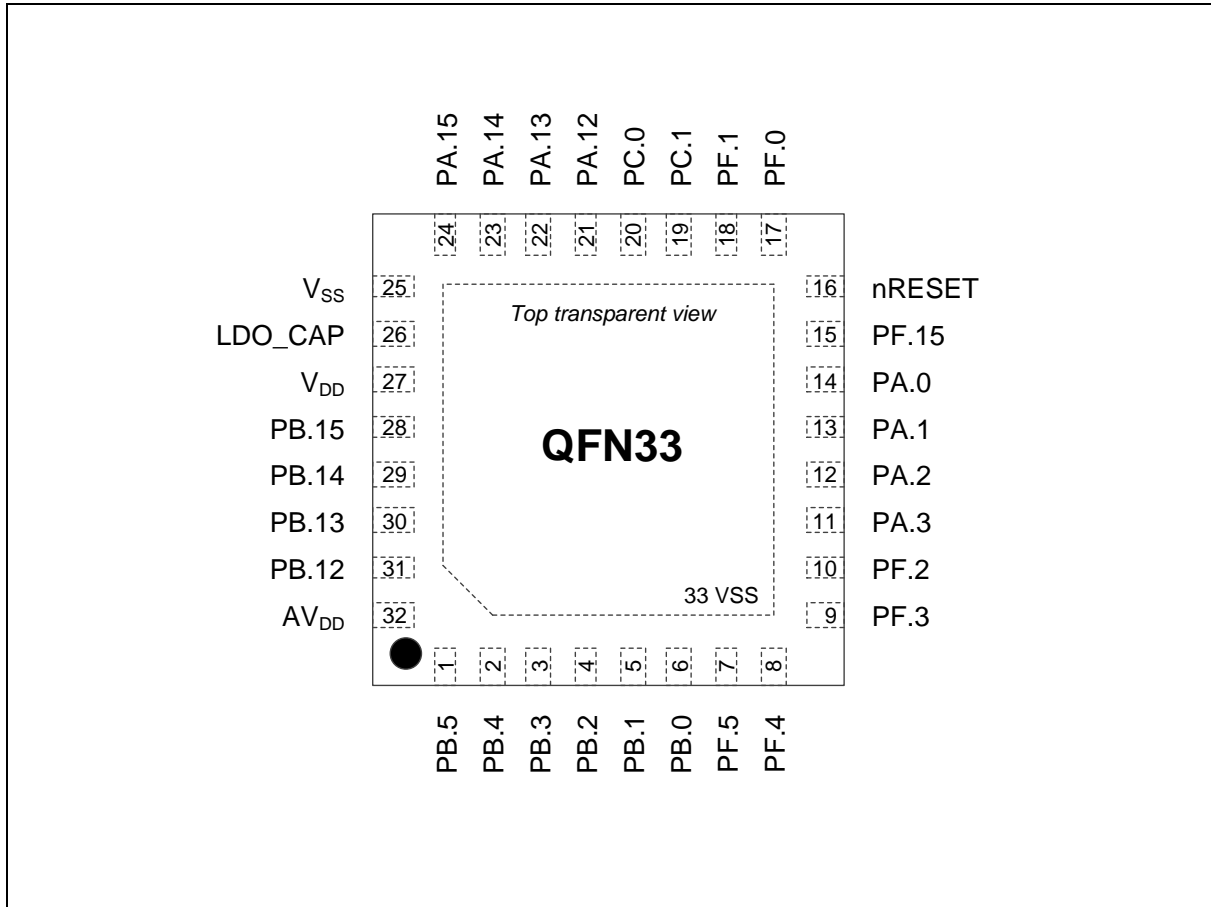 PA.15 PA.14 PA.13 PA.12 PC.0 PC.1 PF.1 PF.0
24 23 22 21 20 19 18 17
VSS 25 16 nRESET
Top transparent view
LDO_CAP 26 15 PF.15
VDD 27 14 PA.0
PB.15 28 13 PA.1
QFN33
PB.14 29 12 PA.2
PB.13 30 11 PA.3
PB.12 31 10 PF.2
33 VSS
AVDD 32 9 PF.3
1 2 3 4 5 6 7 8
PB.5 PB.4 PB.3 PB.2 PB.1 PB.0 PF.5 PF.4